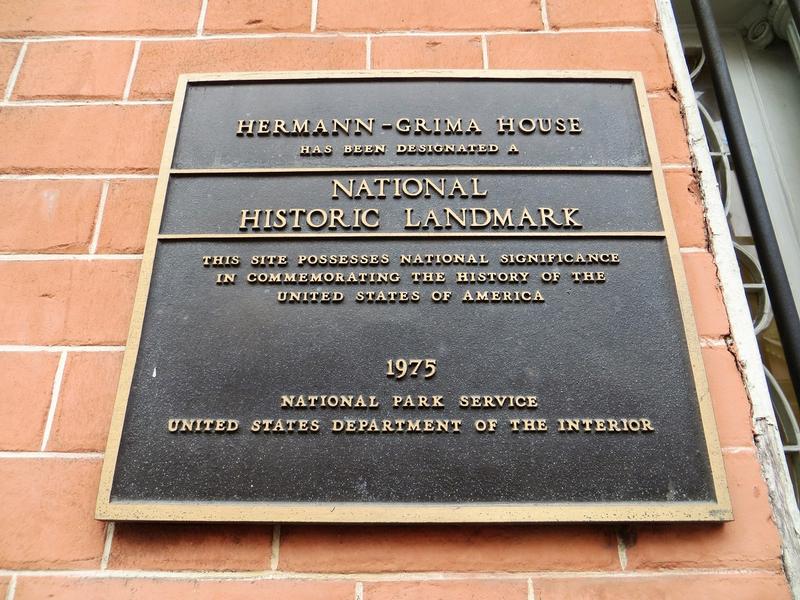 HERMANN-GRIMA HOUSE
HAS BEEN DESIGNATED A
NATIONAL
HISTORIC LANDMARK
THIS SITE POSSESSES NATIONAL SIGNIFICANCE
IN COMMEMORATING THE HISTORY OF THE
UNITED STATES OF AMERICA
1975
NATIONAL PARK SERVICE
UNITED STATES DEPARTMENT OF THE INTERIOR